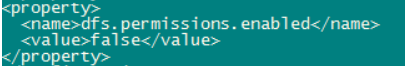 <property>
  <name>dfs.permissions.enabled</name>
  <value>false</value>
</property>